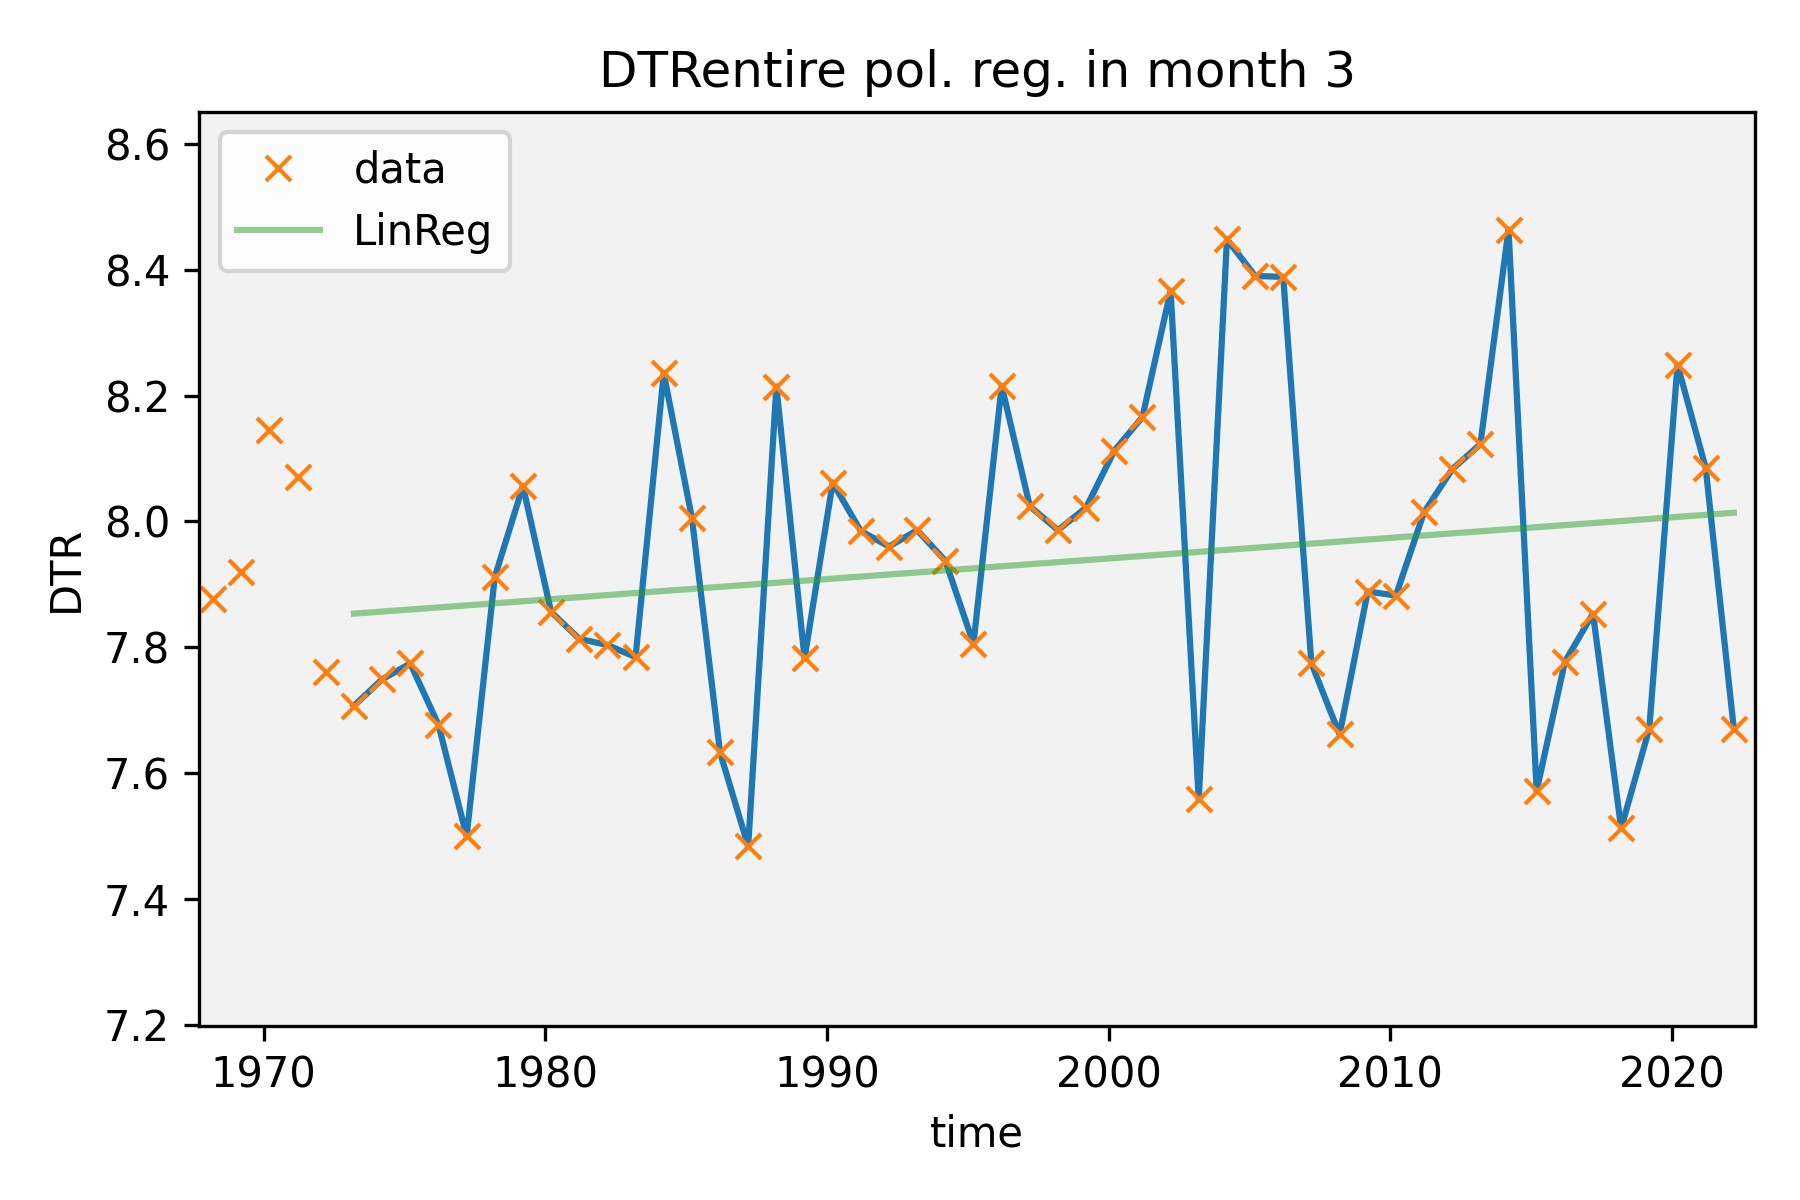 DTRentire pol. reg. in month 3
data
LinReg
8.6
8.4
8.2
8.0
7.8
7.6
7.4
7.2
DTR
1970 1980 1990 2000 2010 2020
time